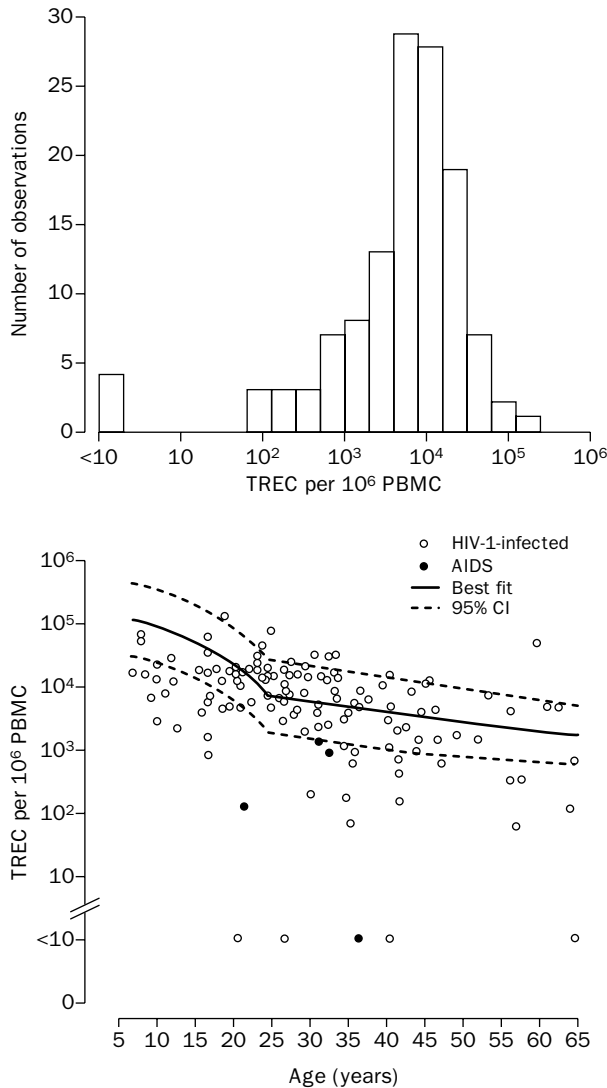 30
25
20
15
10
5
0
Number of observations
<10 10 10² 10³ 10⁴ 10⁵ 10⁶
TREC per 10⁶ PBMC
HIV-1-infected
AIDS
Best fit
95% CI
10⁶
10⁵
10⁴
10³
10²
10
<10
0
TREC per 10⁶ PBMC
5 10 15 20 25 30 35 40 45 50 55 60 65
Age (years)